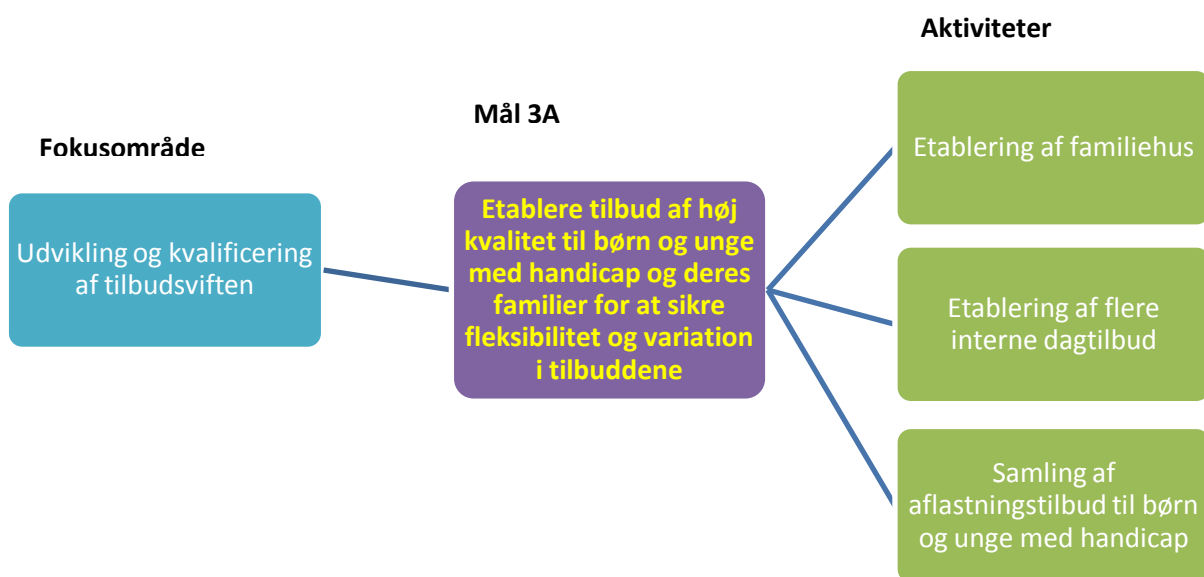 Fokusområde
Udvikling og kvalificering
af tilbudsviften
Mål 3A
Etablere tilbud af høj
kvalitet til børn og unge
med handicap og deres
familier for at sikre
fleksibilitet og variation
i tilbuddene
Aktiviteter
Etablering af familiehus
Etablering af flere
interne dagtilbud
Samling af
aflastningstilbud til børn
og unge med handicap